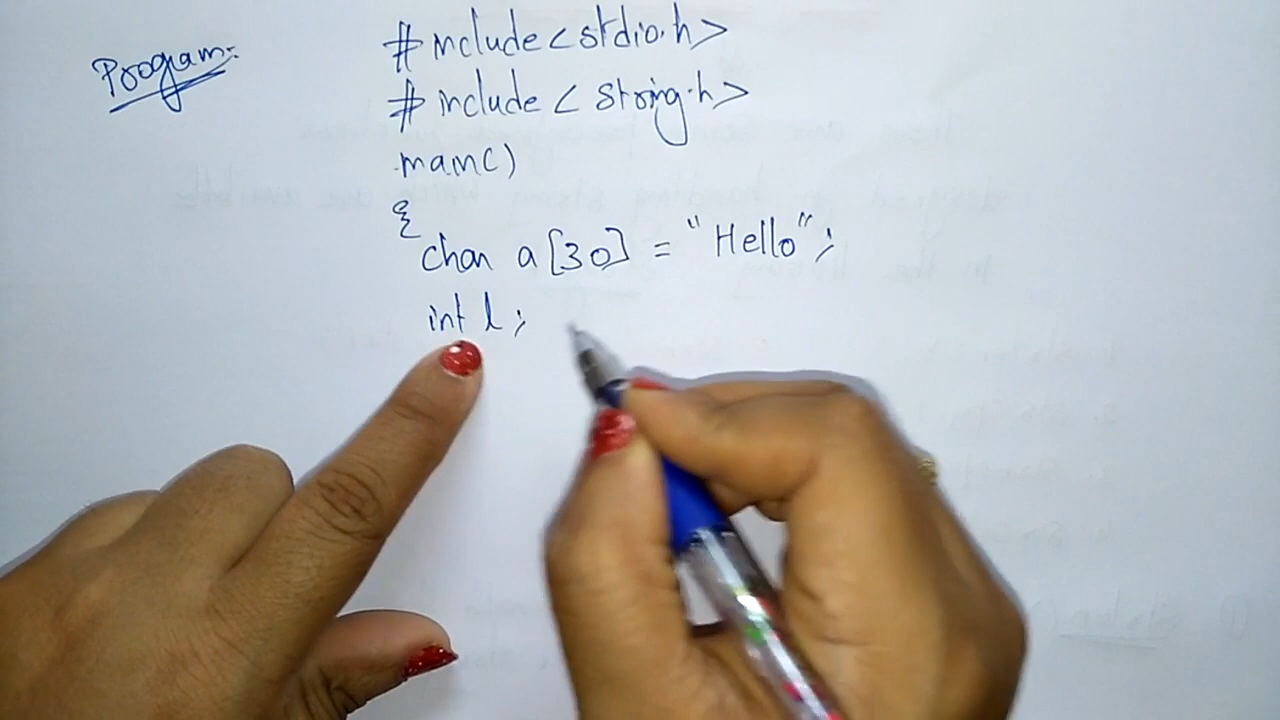 Program:
#include<stdio.h>
#include < string.h>
main()
{
char a[30] = "Hello";
int l;